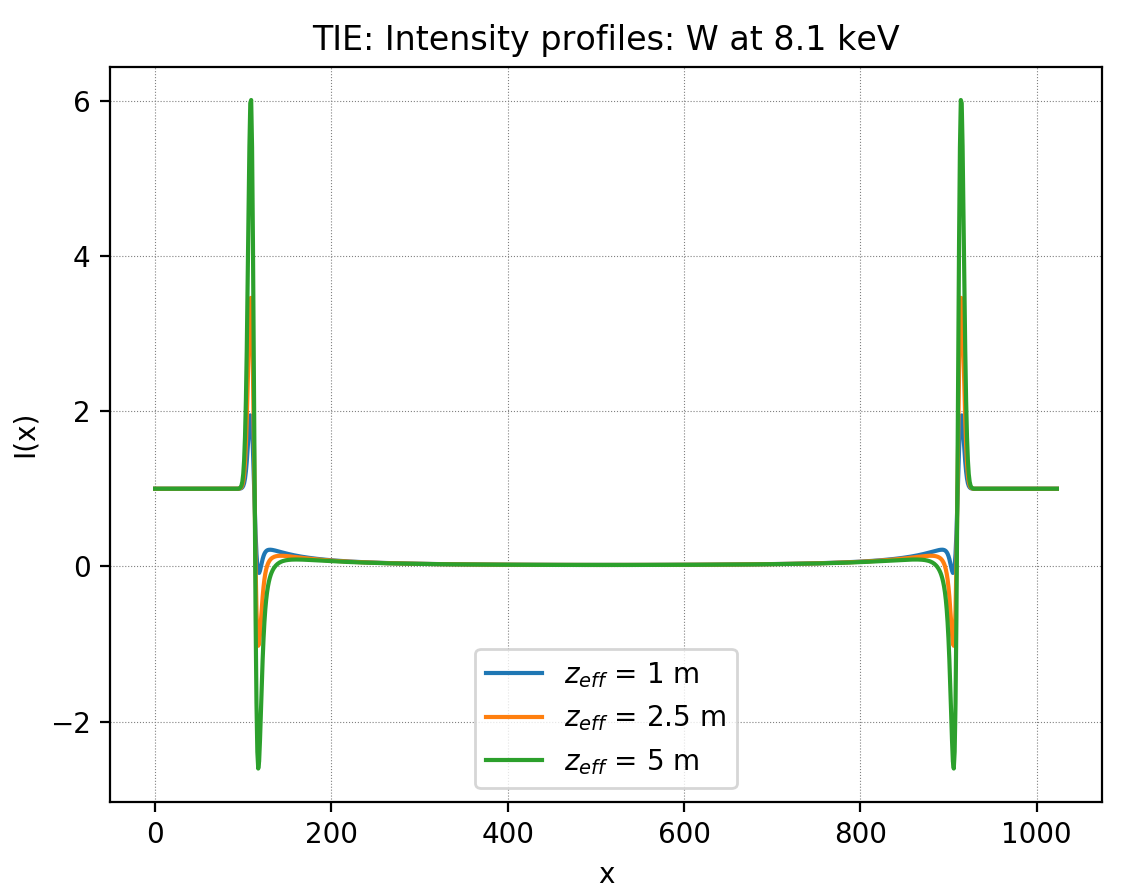 TIE: Intensity profiles: W at 8.1 keV
6
4
2
0
−2
I(x)
z_eff = 1 m
z_eff = 2.5 m
z_eff = 5 m
0 200 400 600 800 1000
x